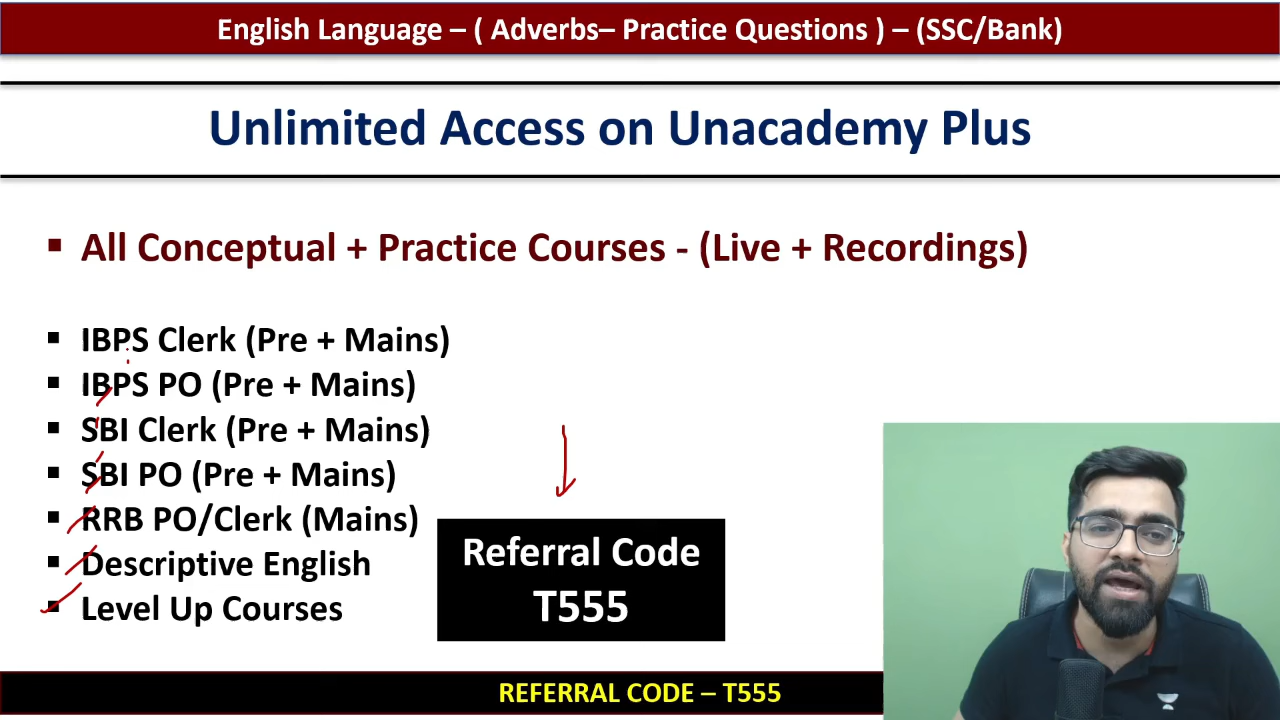 English Language – ( Adverbs– Practice Questions ) – (SSC/Bank)
Unlimited Access on Unacademy Plus
▪ All Conceptual + Practice Courses - (Live + Recordings)
▪ IBPS Clerk (Pre + Mains)
▪ IBPS PO (Pre + Mains)
▪ SBI Clerk (Pre + Mains)
▪ SBI PO (Pre + Mains)
▪ RRB PO/Clerk (Mains)
▪ Descriptive English
▪ Level Up Courses
Referral Code
T555
REFERRAL CODE – T555